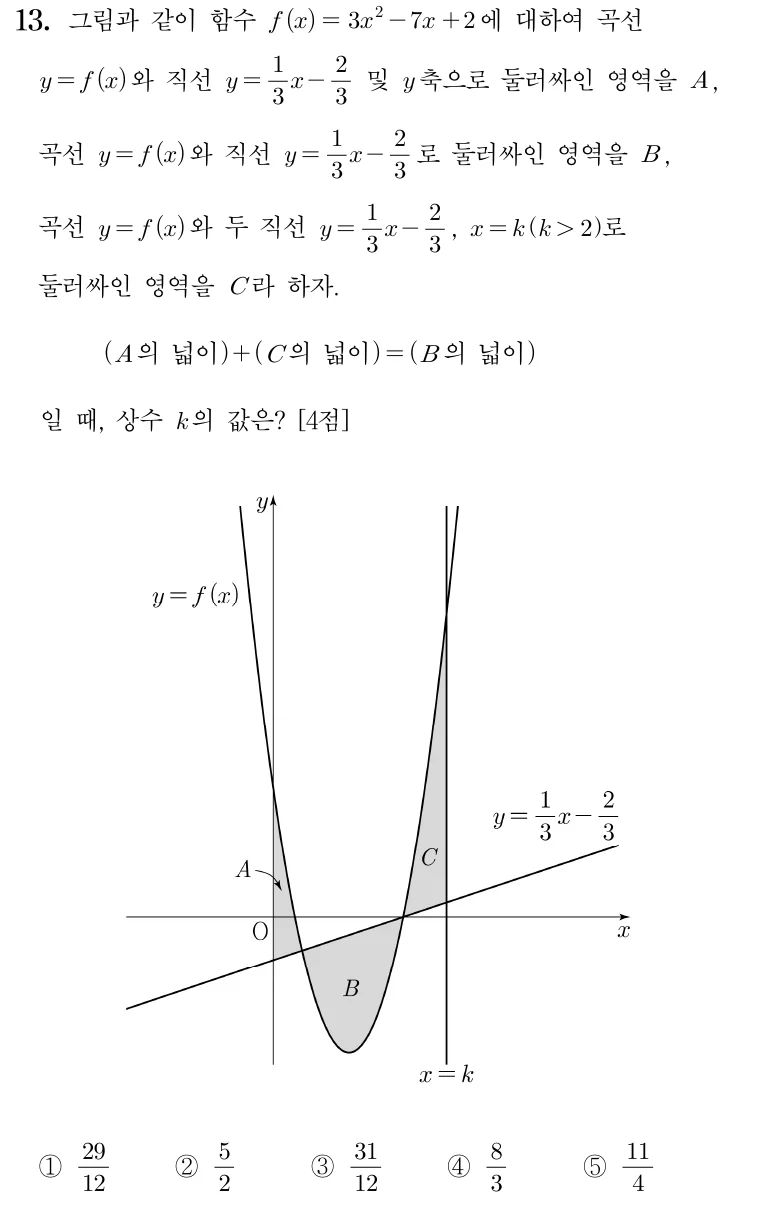 13. 그림과 같이 함수 f(x)=3x²-7x+2에 대하여 곡선
y=f(x)와 직선 y=1/3x-2/3 및 y축으로 둘러싸인 영역을 A,
곡선 y=f(x)와 직선 y=1/3x-2/3로 둘러싸인 영역을 B,
곡선 y=f(x)와 두 직선 y=1/3x-2/3, x=k(k>2)로
둘러싸인 영역을 C라 하자.
(A의 넓이)+(C의 넓이)=(B의 넓이)
일 때, 상수 k의 값은? [4점]
y
y=f(x)
y=1/3x-2/3
C
A
O
x
B
x=k
① 29/12 ② 5/2 ③ 31/12 ④ 8/3 ⑤ 11/4